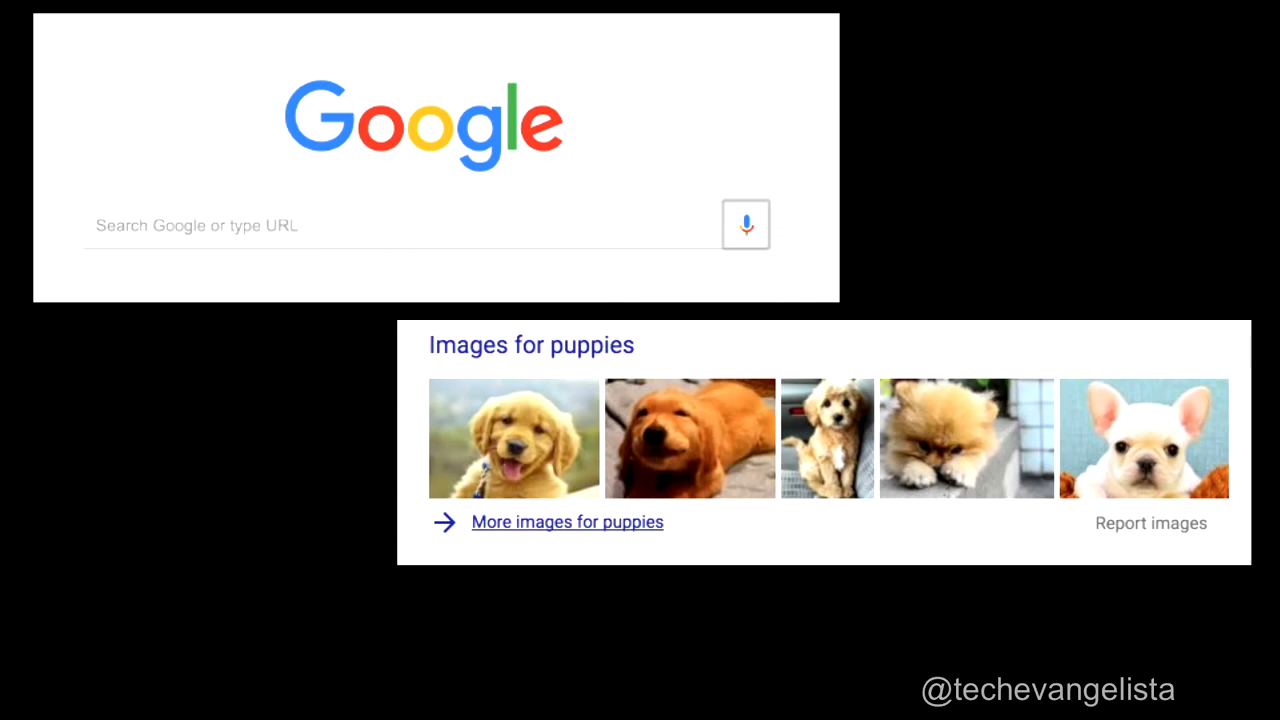 Google
Search Google or type URL
Images for puppies
More images for puppies
Report images
@techevangelista